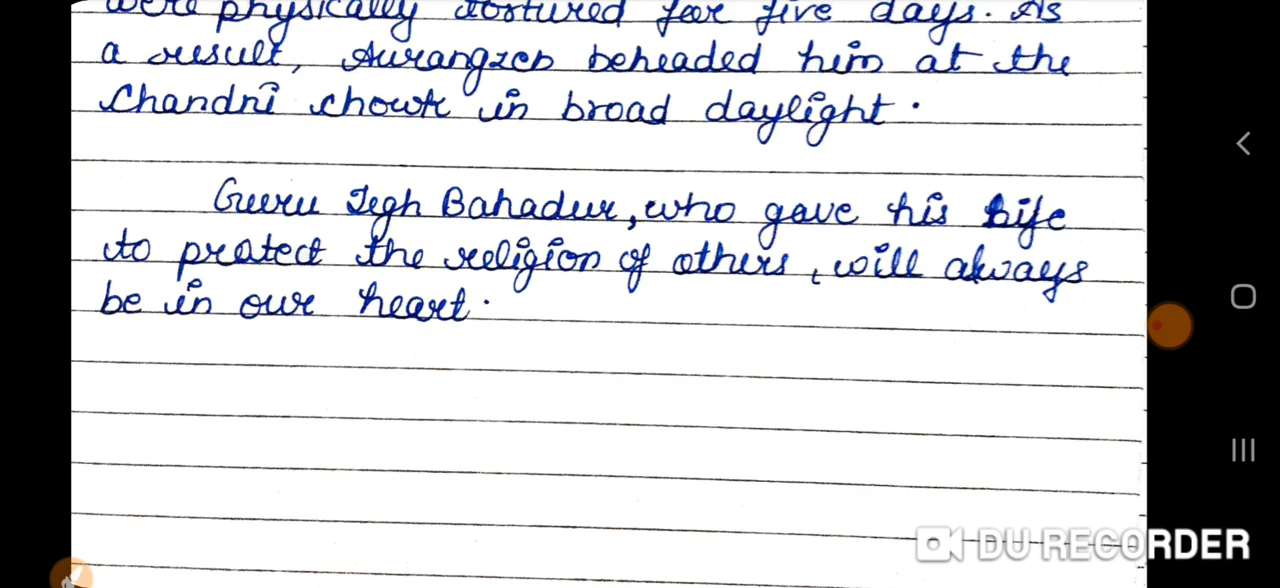 were physically tortured for five days. As
a result, Aurangzeb beheaded him at the
Chandni chowk in broad daylight.
Guru Tegh Bahadur, who gave his life
to protect the religion of others, will always
be in our heart.
DU RECORDER